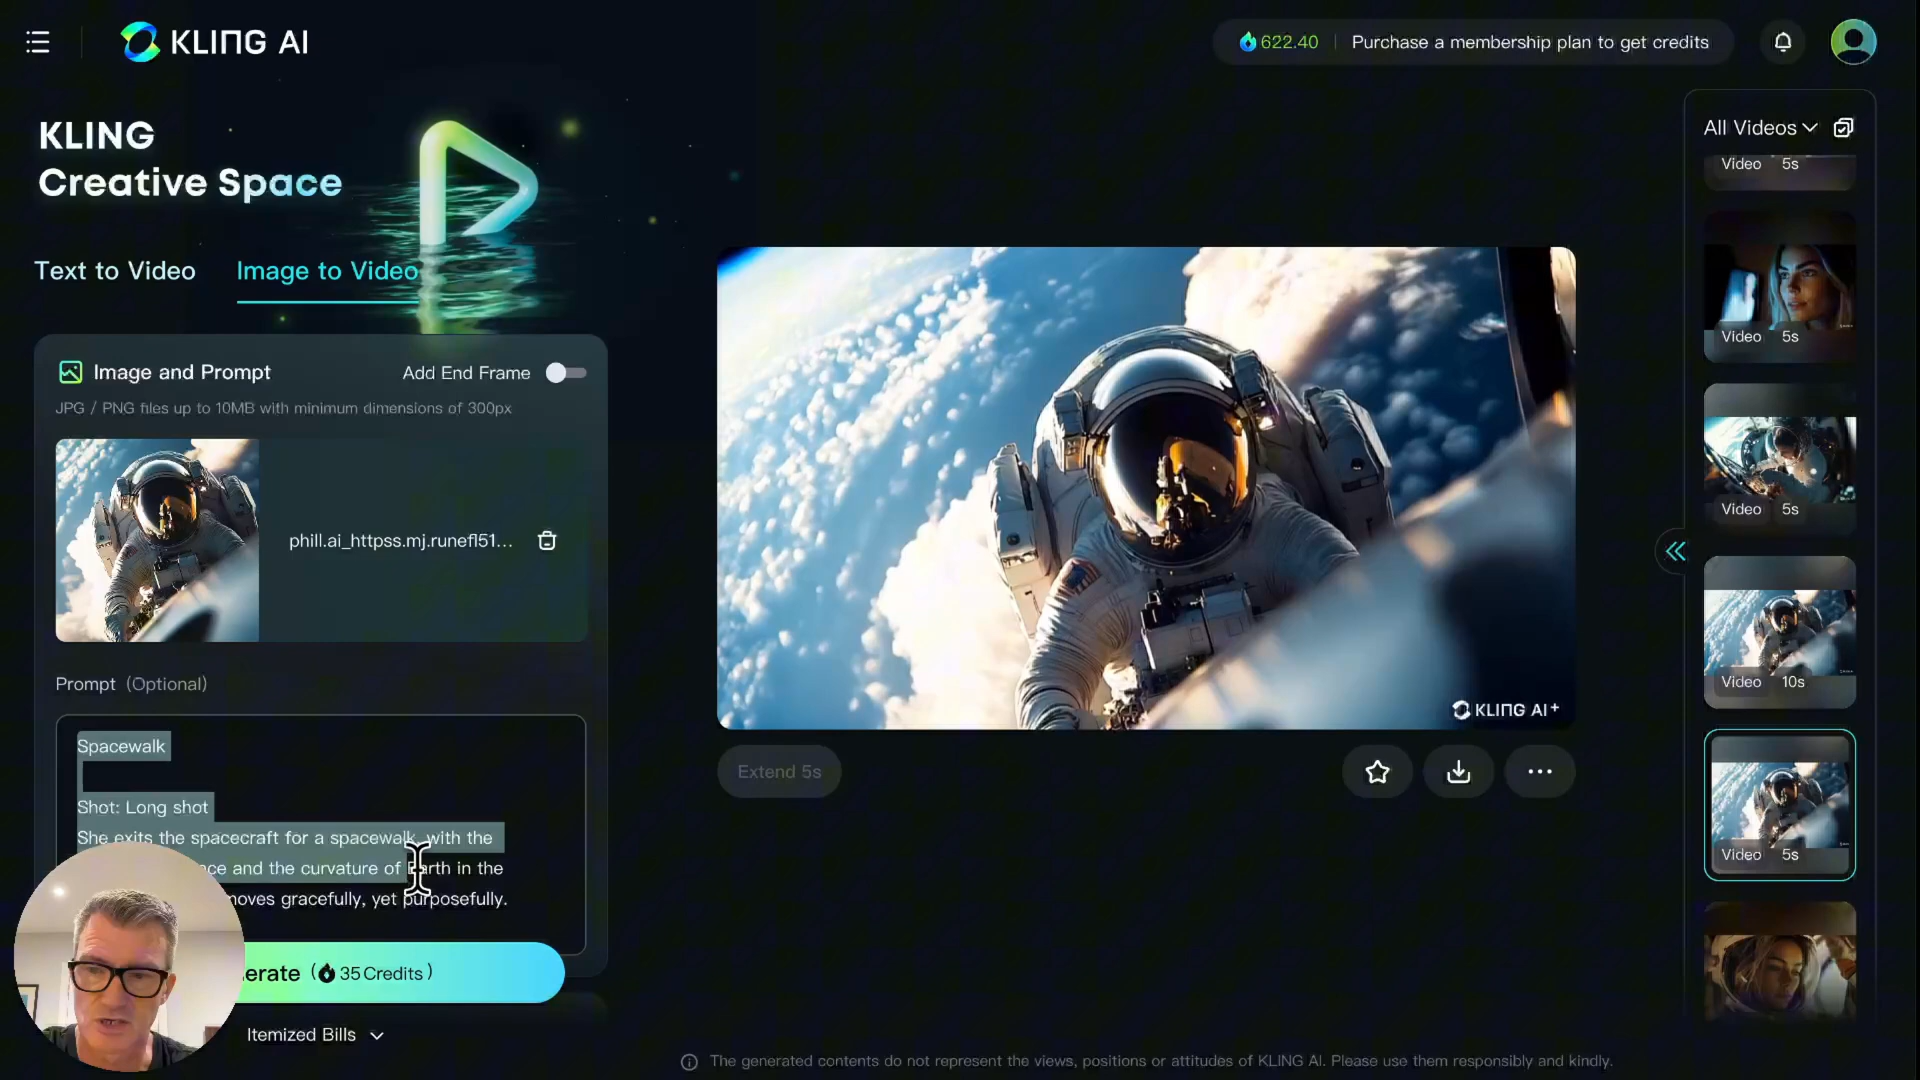 KLING AI
622.40
Purchase a membership plan to get credits
KLING
Creative Space
Text to Video
Image to Video
Image and Prompt
Add End Frame
JPG / PNG files up to 10MB with minimum dimensions of 300px
phill.ai_httpss.mj.runefl51...
Prompt (Optional)
Spacewalk
Shot: Long shot
She exits the spacecraft for a spacewalk, with the
and the curvature of Earth in the
gracefully, yet purposefully.
(35 Credits)
Itemized Bills
KLING AI+
Extend 5s
All Videos
Video 5s
Video 5s
Video 5s
Video 10s
Video 5s
The generated contents do not represent the views, positions or attitudes of KLING AI. Please use them responsibly and kindly.